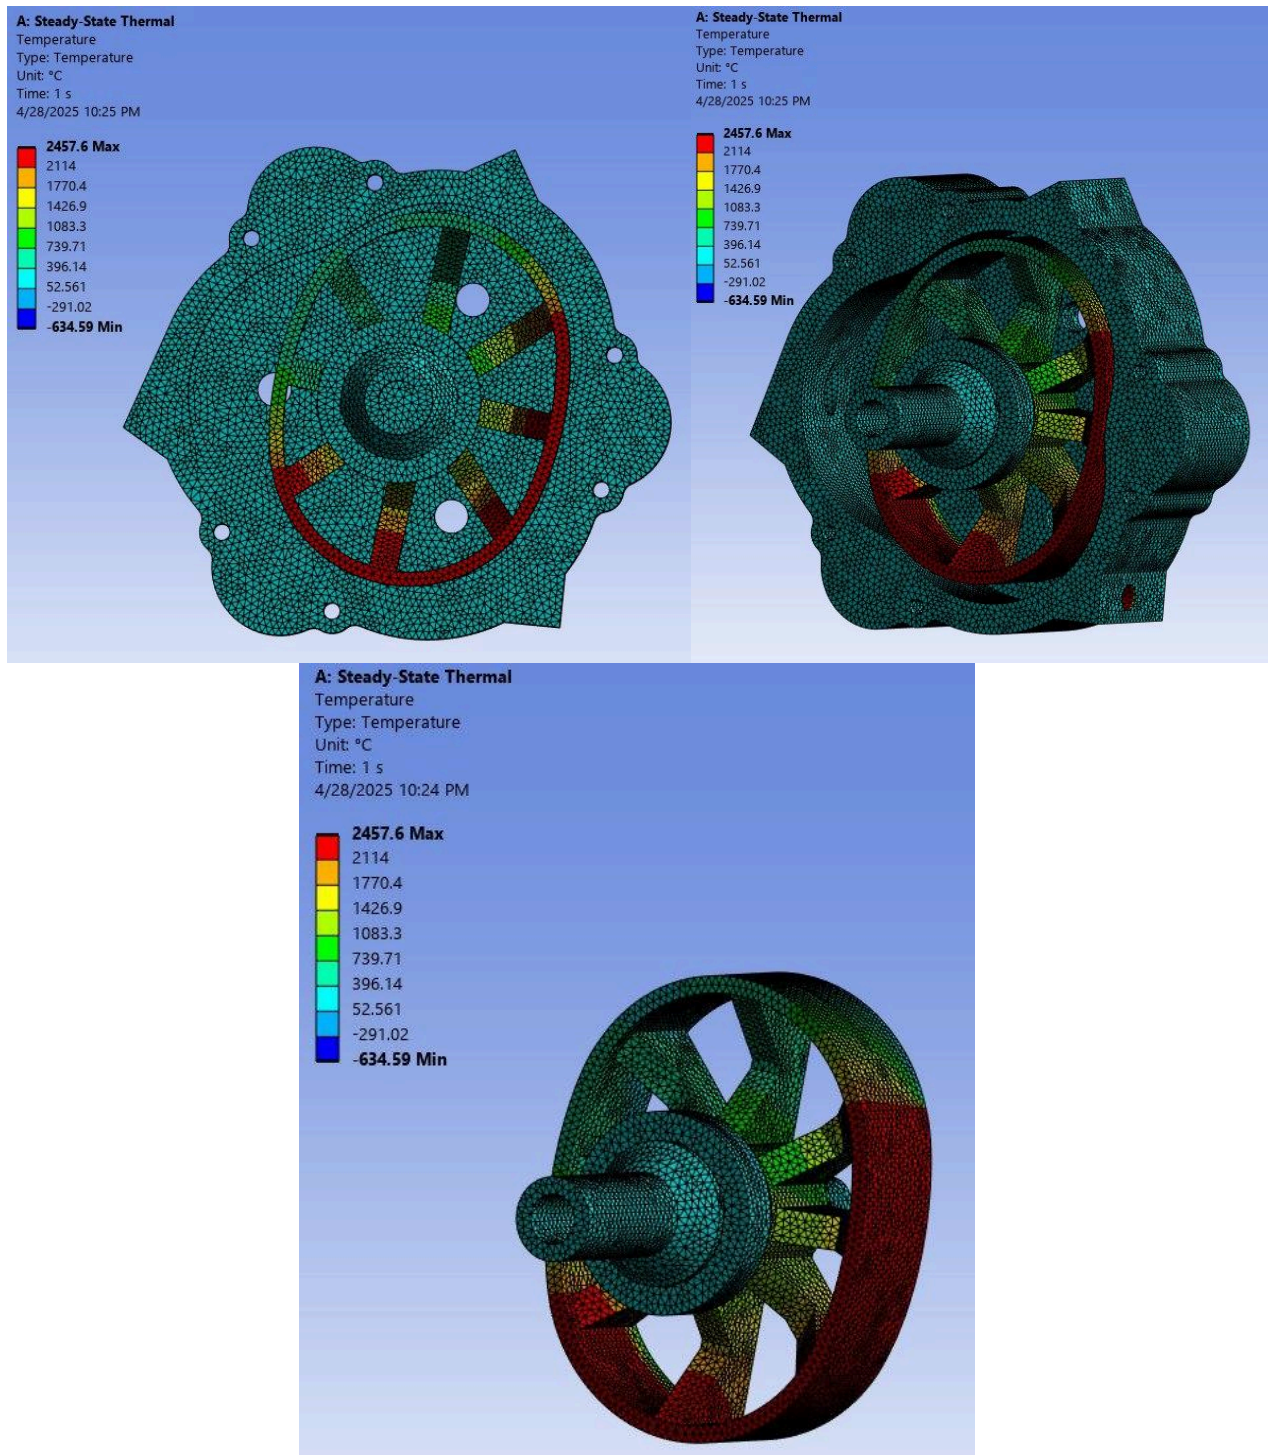 A: Steady-State Thermal
Temperature
Type: Temperature
Unit: °C
Time: 1 s
4/28/2025 10:25 PM
2457.6 Max
2114
1770.4
1426.9
1083.3
739.71
396.14
52.561
-291.02
-634.59 Min
A: Steady-State Thermal
Temperature
Type: Temperature
Unit: °C
Time: 1 s
4/28/2025 10:25 PM
2457.6 Max
2114
1770.4
1426.9
1083.3
739.71
396.14
52.561
-291.02
-634.59 Min
A: Steady-State Thermal
Temperature
Type: Temperature
Unit: °C
Time: 1 s
4/28/2025 10:24 PM
2457.6 Max
2114
1770.4
1426.9
1083.3
739.71
396.14
52.561
-291.02
-634.59 Min